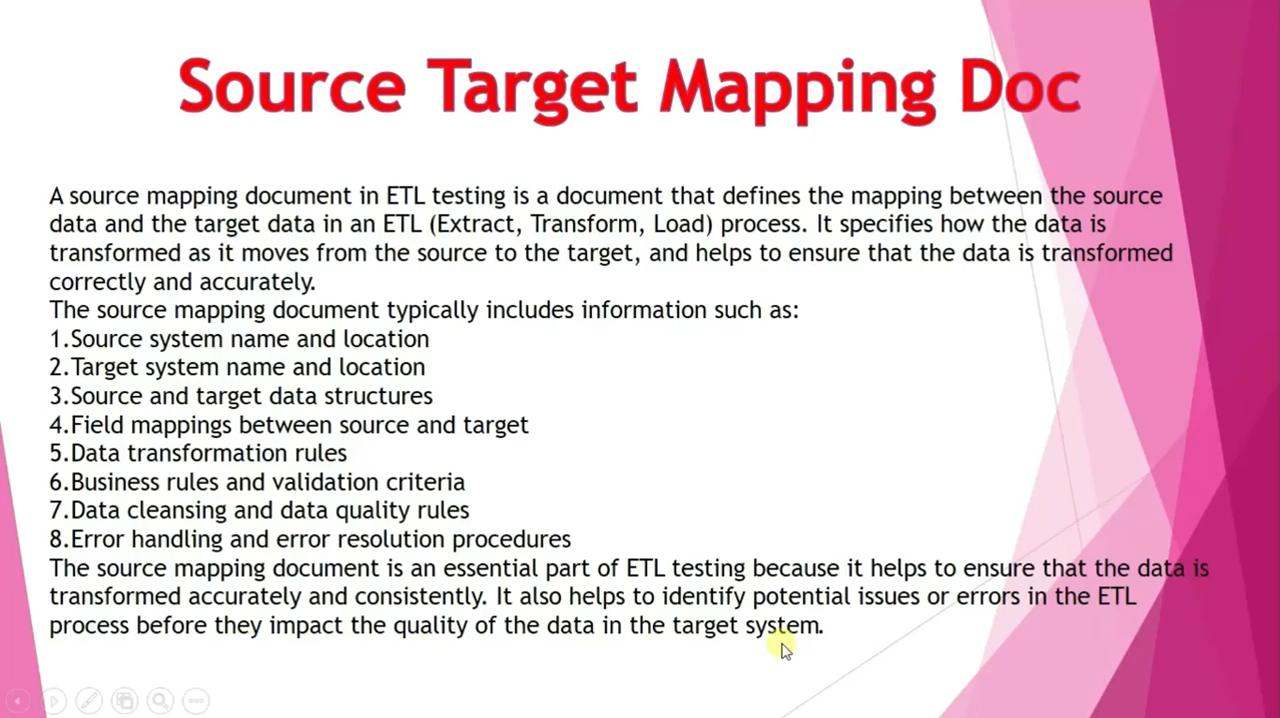 Source Target Mapping Doc
A source mapping document in ETL testing is a document that defines the mapping between the source
data and the target data in an ETL (Extract, Transform, Load) process. It specifies how the data is
transformed as it moves from the source to the target, and helps to ensure that the data is transformed
correctly and accurately.
The source mapping document typically includes information such as:
1.Source system name and location
2.Target system name and location
3.Source and target data structures
4.Field mappings between source and target
5.Data transformation rules
6.Business rules and validation criteria
7.Data cleansing and data quality rules
8.Error handling and error resolution procedures
The source mapping document is an essential part of ETL testing because it helps to ensure that the data is
transformed accurately and consistently. It also helps to identify potential issues or errors in the ETL
process before they impact the quality of the data in the target system.